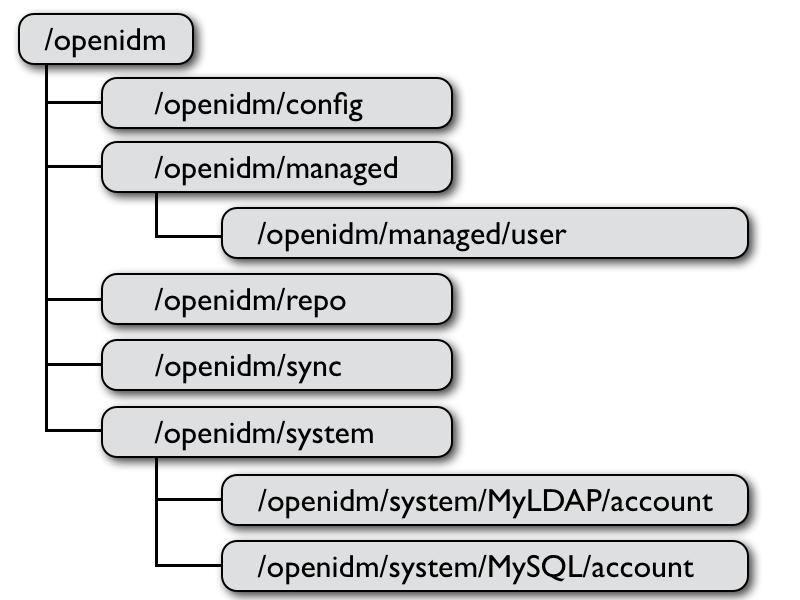 /openidm
/openidm/config
/openidm/managed
/openidm/managed/user
/openidm/repo
/openidm/sync
/openidm/system
/openidm/system/MyLDAP/account
/openidm/system/MySQL/account